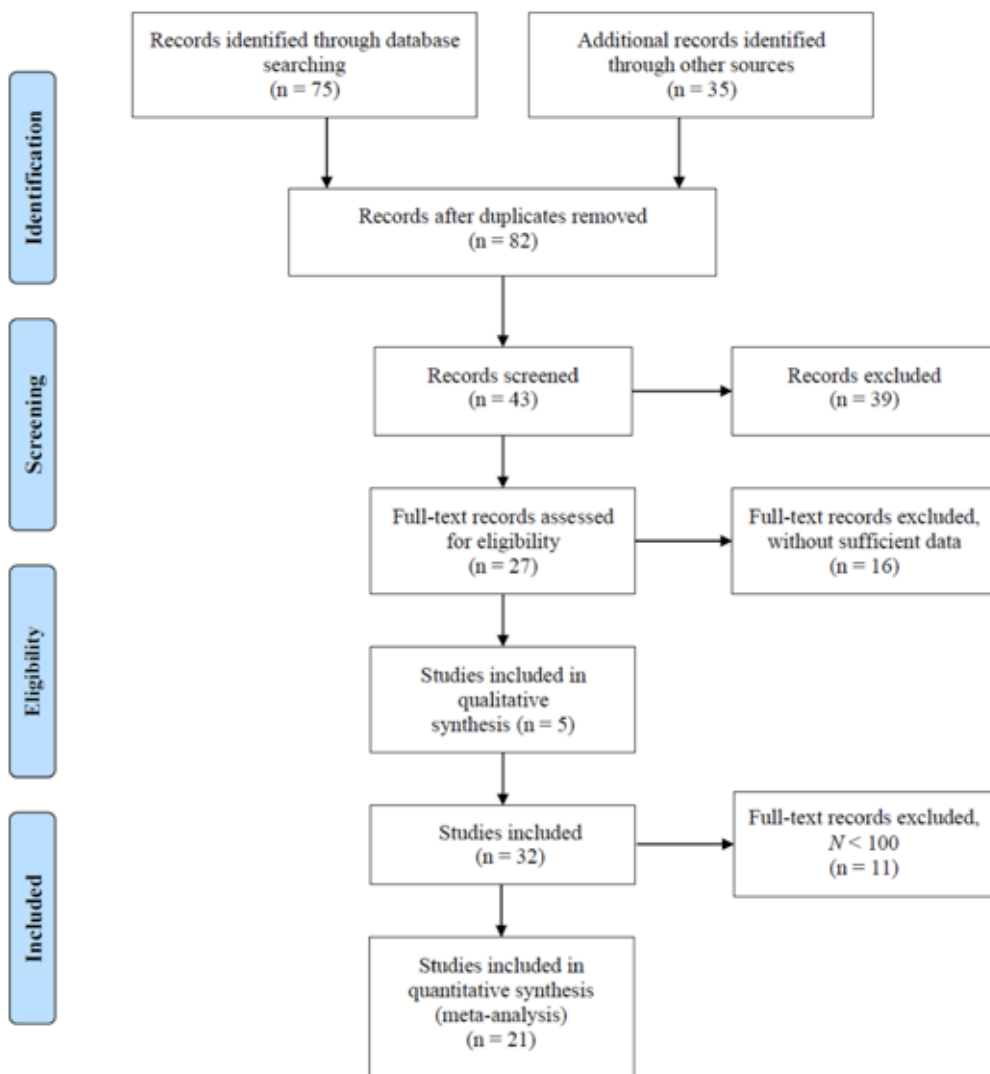 Records identified through database
searching
(n = 75)
Additional records identified
through other sources
(n = 35)
Identification
Records after duplicates removed
(n = 82)
Screening
Records screened
(n = 43)
Records excluded
(n = 39)
Full-text records assessed
for eligibility
(n = 27)
Full-text records excluded,
without sufficient data
(n = 16)
Eligibility
Studies included in
qualitative
synthesis (n = 5)
Included
Studies included
(n = 32)
Full-text records excluded,
N < 100
(n = 11)
Studies included in
quantitative synthesis
(meta-analysis)
(n = 21)